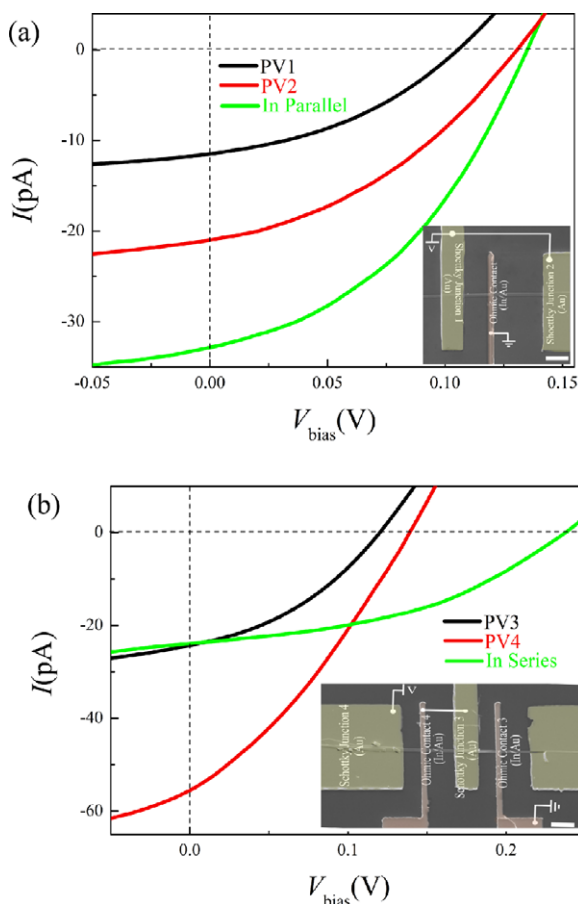 (a)
0
-10
-20
-30
I(pA)
PV1
PV2
In Parallel
V
Shoertky Junction 1
(Au)
Ohmic Contact
(In/Au)
Shoertky Junction 2
(Au)
-0.05
0.00
0.05
0.10
0.15
Vbias(V)
(b)
0
-20
-40
-60
I(pA)
PV3
PV4
In Series
V
Schottky Junction 4
(Au)
Ohmic Contact 4
(In/Au)
Schottky Junction 3
(Au)
Ohmic Contact 3
(In/Au)
0.0
0.1
0.2
Vbias(V)